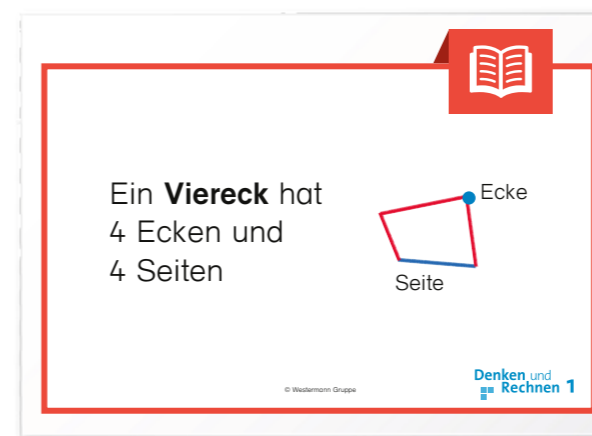 Ein Viereck hat
4 Ecken und
4 Seiten
Ecke
Seite
© Westermann Gruppe
Denken und
Rechnen 1